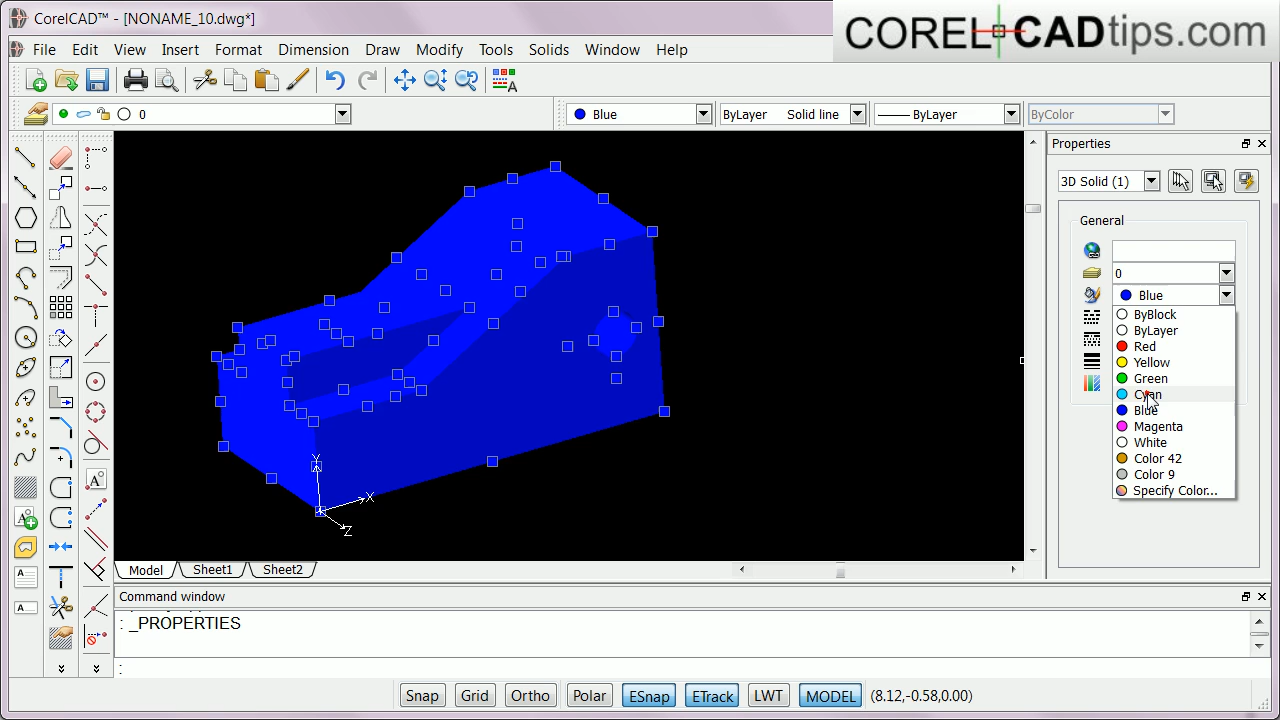 CorelCAD™ - [NONAME_10.dwg*]
COREL CADtips.com
File Edit View Insert Format Dimension Draw Modify Tools Solids Window Help
0
Blue
ByLayer Solid line
ByLayer
ByColor
Properties
3D Solid (1)
General
0
Blue
ByBlock
ByLayer
Red
Yellow
Green
Cyan
Blue
Magenta
White
Color 42
Color 9
Specify Color...
Y
X
Z
Model Sheet1 Sheet2
Command window
: _PROPERTIES
:
Snap Grid Ortho Polar ESnap ETrack LWT MODEL (8.12,-0.58,0.00)